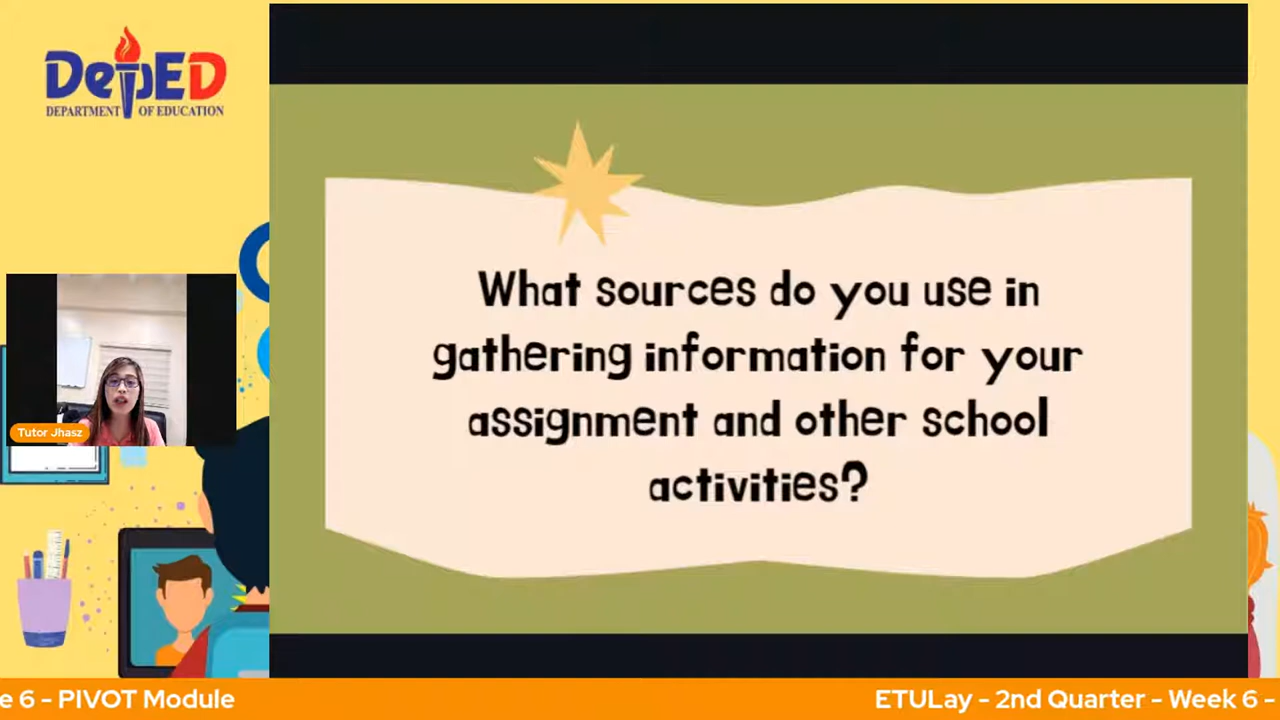 DepED
DEPARTMENT OF EDUCATION
What sources do you use in
gathering information for your
assignment and other school
activities?
Tutor Jhasz
e 6 - PIVOT Module
ETULay - 2nd Quarter - Week 6 -